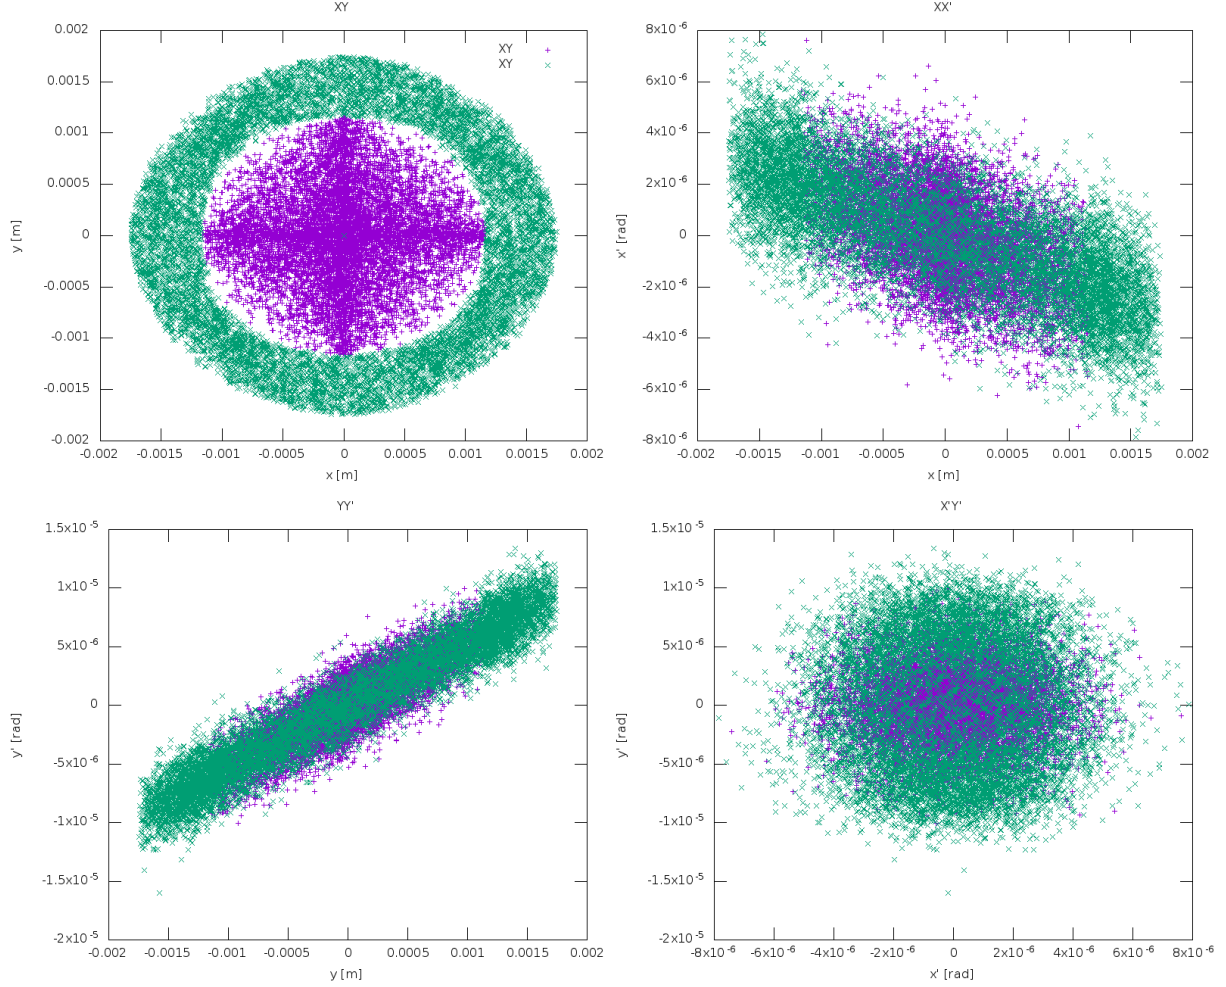 XY
0.002
0.0015
0.001
0.0005
0
-0.0005
-0.001
-0.0015
-0.002
y [m]
XY
XY
-0.002 -0.0015 -0.001 -0.0005 0 0.0005 0.001 0.0015 0.002
x [m]
XX'
8x10⁻⁶
6x10⁻⁶
4x10⁻⁶
2x10⁻⁶
0
-2x10⁻⁶
-4x10⁻⁶
-6x10⁻⁶
-8x10⁻⁶
x' [rad]
-0.002 -0.0015 -0.001 -0.0005 0 0.0005 0.001 0.0015 0.002
x [m]
YY'
1.5x10⁻⁵
1x10⁻⁵
5x10⁻⁶
0
-5x10⁻⁶
-1x10⁻⁵
-1.5x10⁻⁵
-2x10⁻⁵
y' [rad]
-0.002 -0.0015 -0.001 -0.0005 0 0.0005 0.001 0.0015 0.002
y [m]
X'Y'
1.5x10⁻⁵
1x10⁻⁵
5x10⁻⁶
0
-5x10⁻⁶
-1x10⁻⁵
-1.5x10⁻⁵
-2x10⁻⁵
y' [rad]
-8x10⁻⁶ -6x10⁻⁶ -4x10⁻⁶ -2x10⁻⁶ 0 2x10⁻⁶ 4x10⁻⁶ 6x10⁻⁶ 8x10⁻⁶
x' [rad]